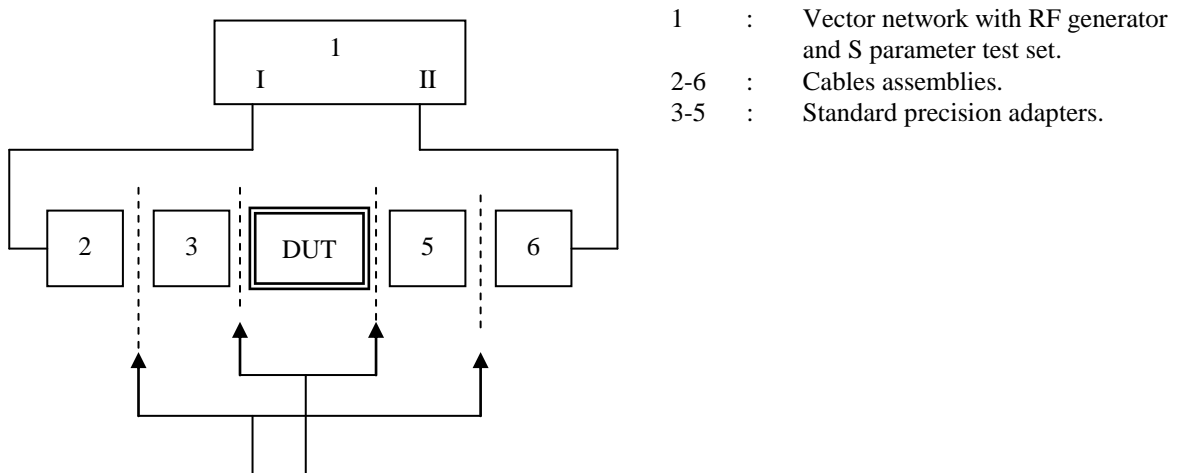 1
I II
2 3 DUT 5 6
1 : Vector network with RF generator
and S parameter test set.
2-6 : Cables assemblies.
3-5 : Standard precision adapters.